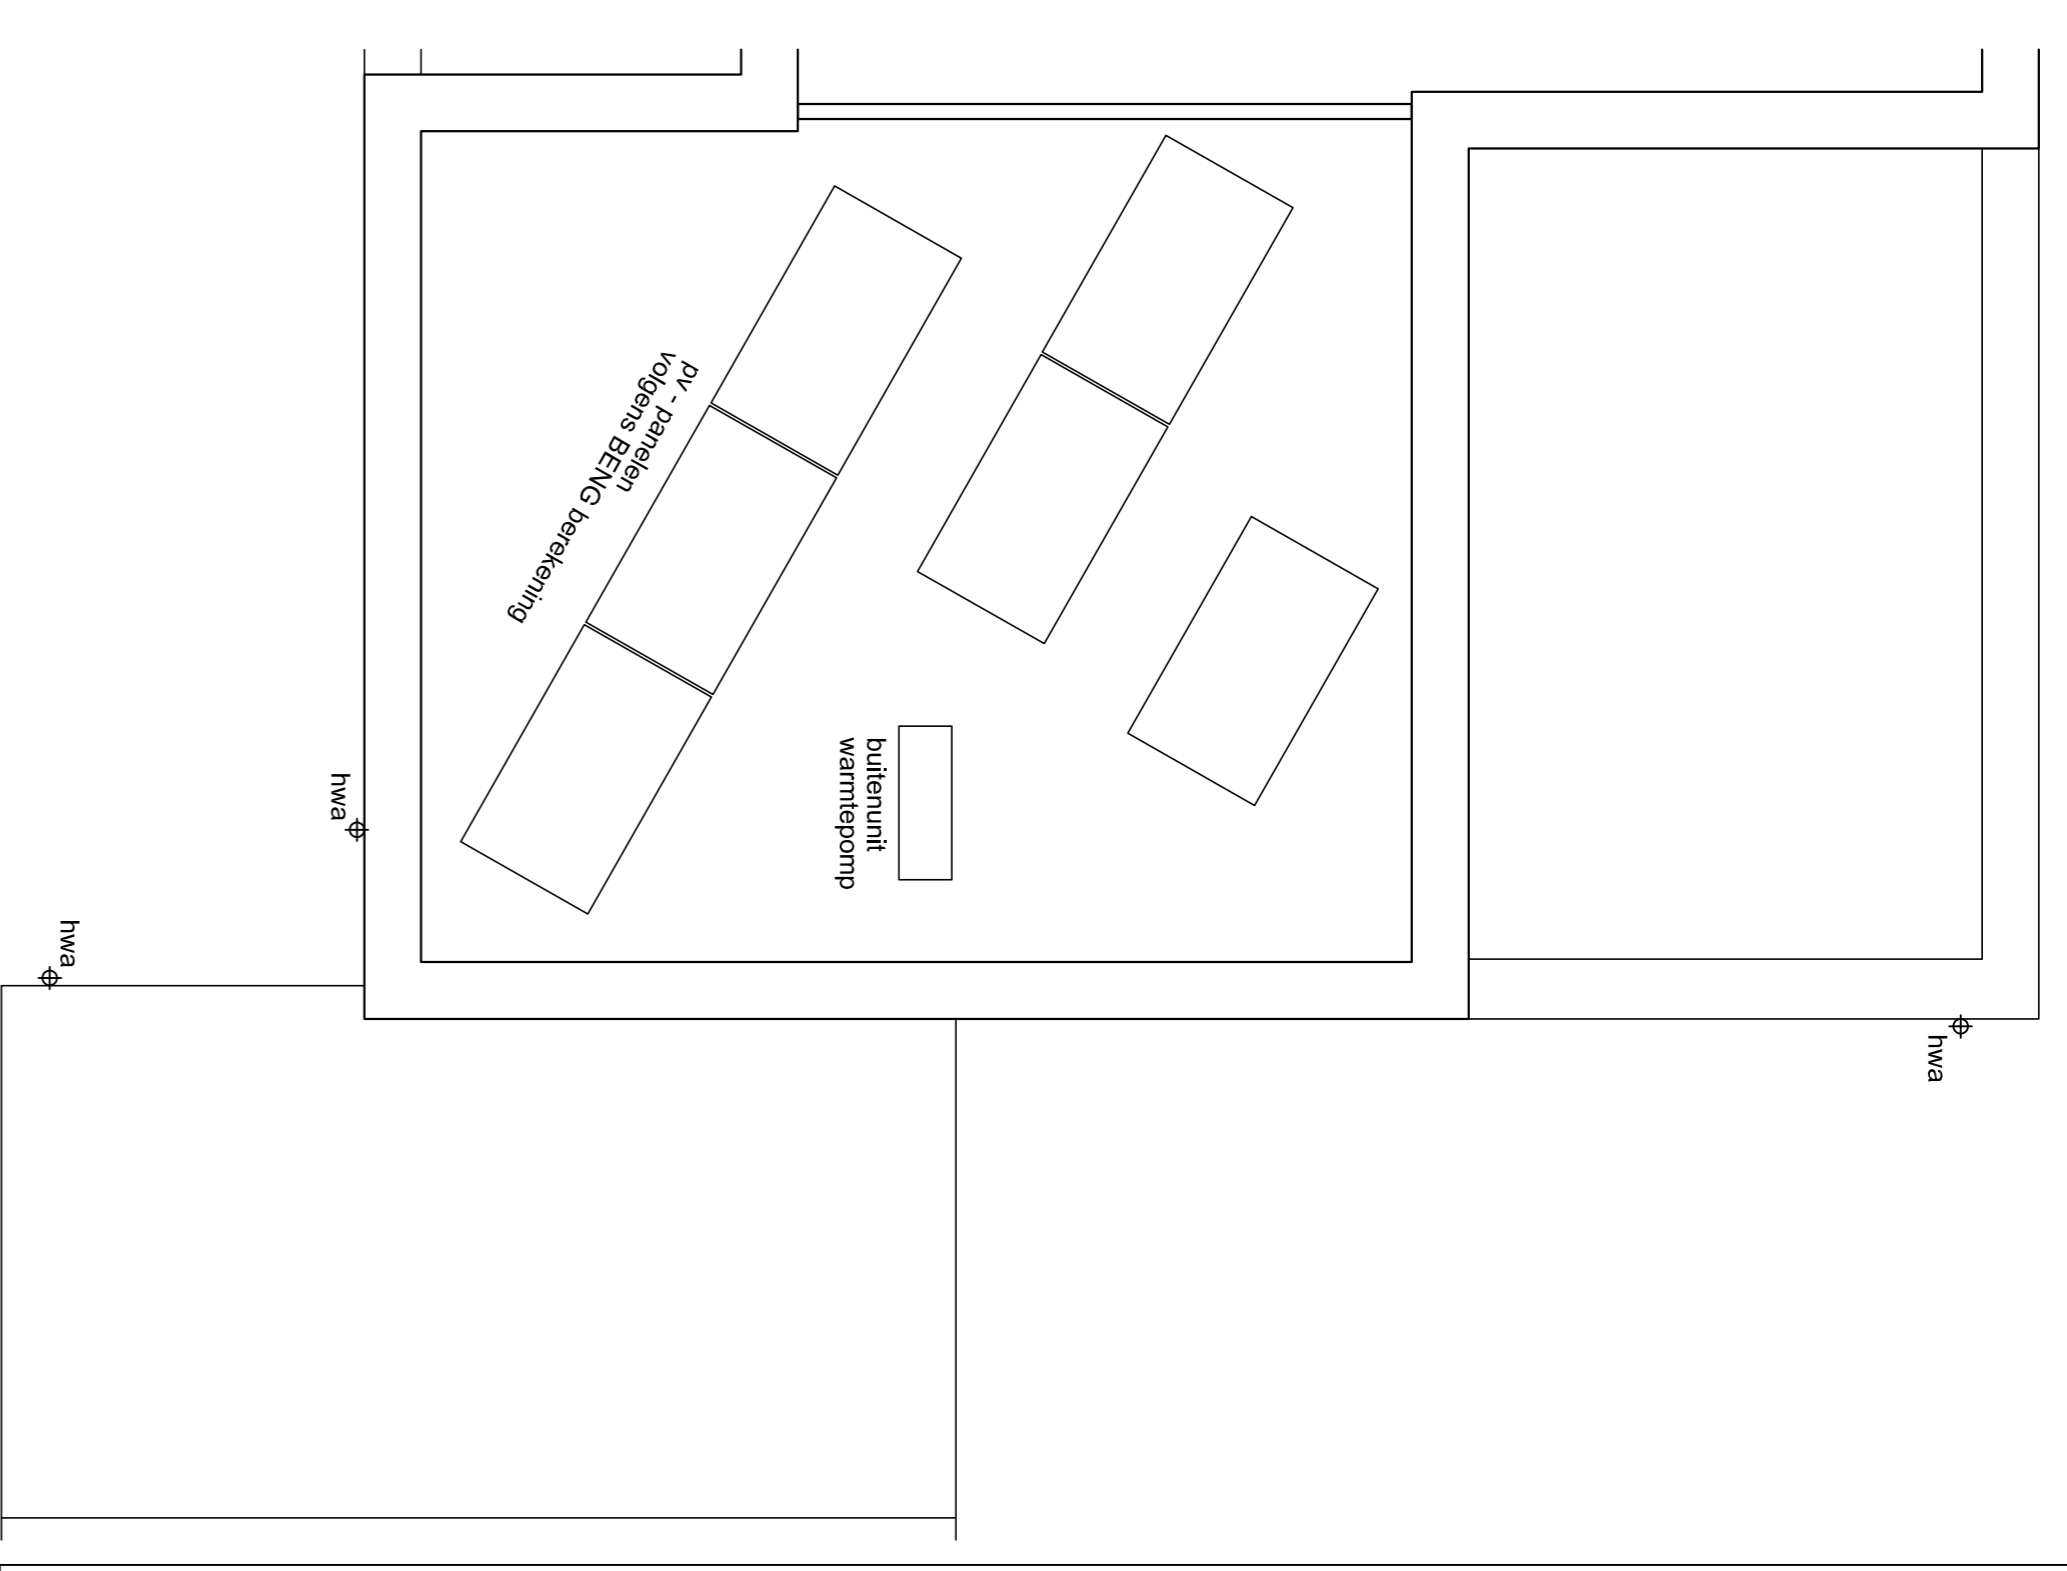 pv - panelen
volgens BENG berekening
buitenunit
warmtepomp
hwa
hwa
hwa